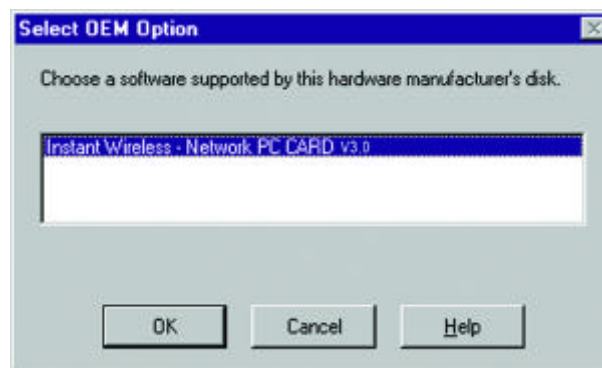 Select OEM Option
Choose a software supported by this hardware manufacturer's disk.
Instant Wireless - Network PC CARD V3.0
OK
Cancel
Help